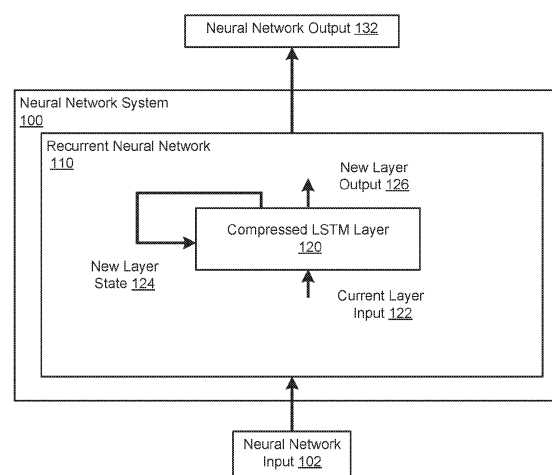 Neural Network Output 132
Neural Network System
100
Recurrent Neural Network
110
New Layer
Output 126
Compressed LSTM Layer
120
New Layer
State 124
Current Layer
Input 122
Neural Network
Input 102